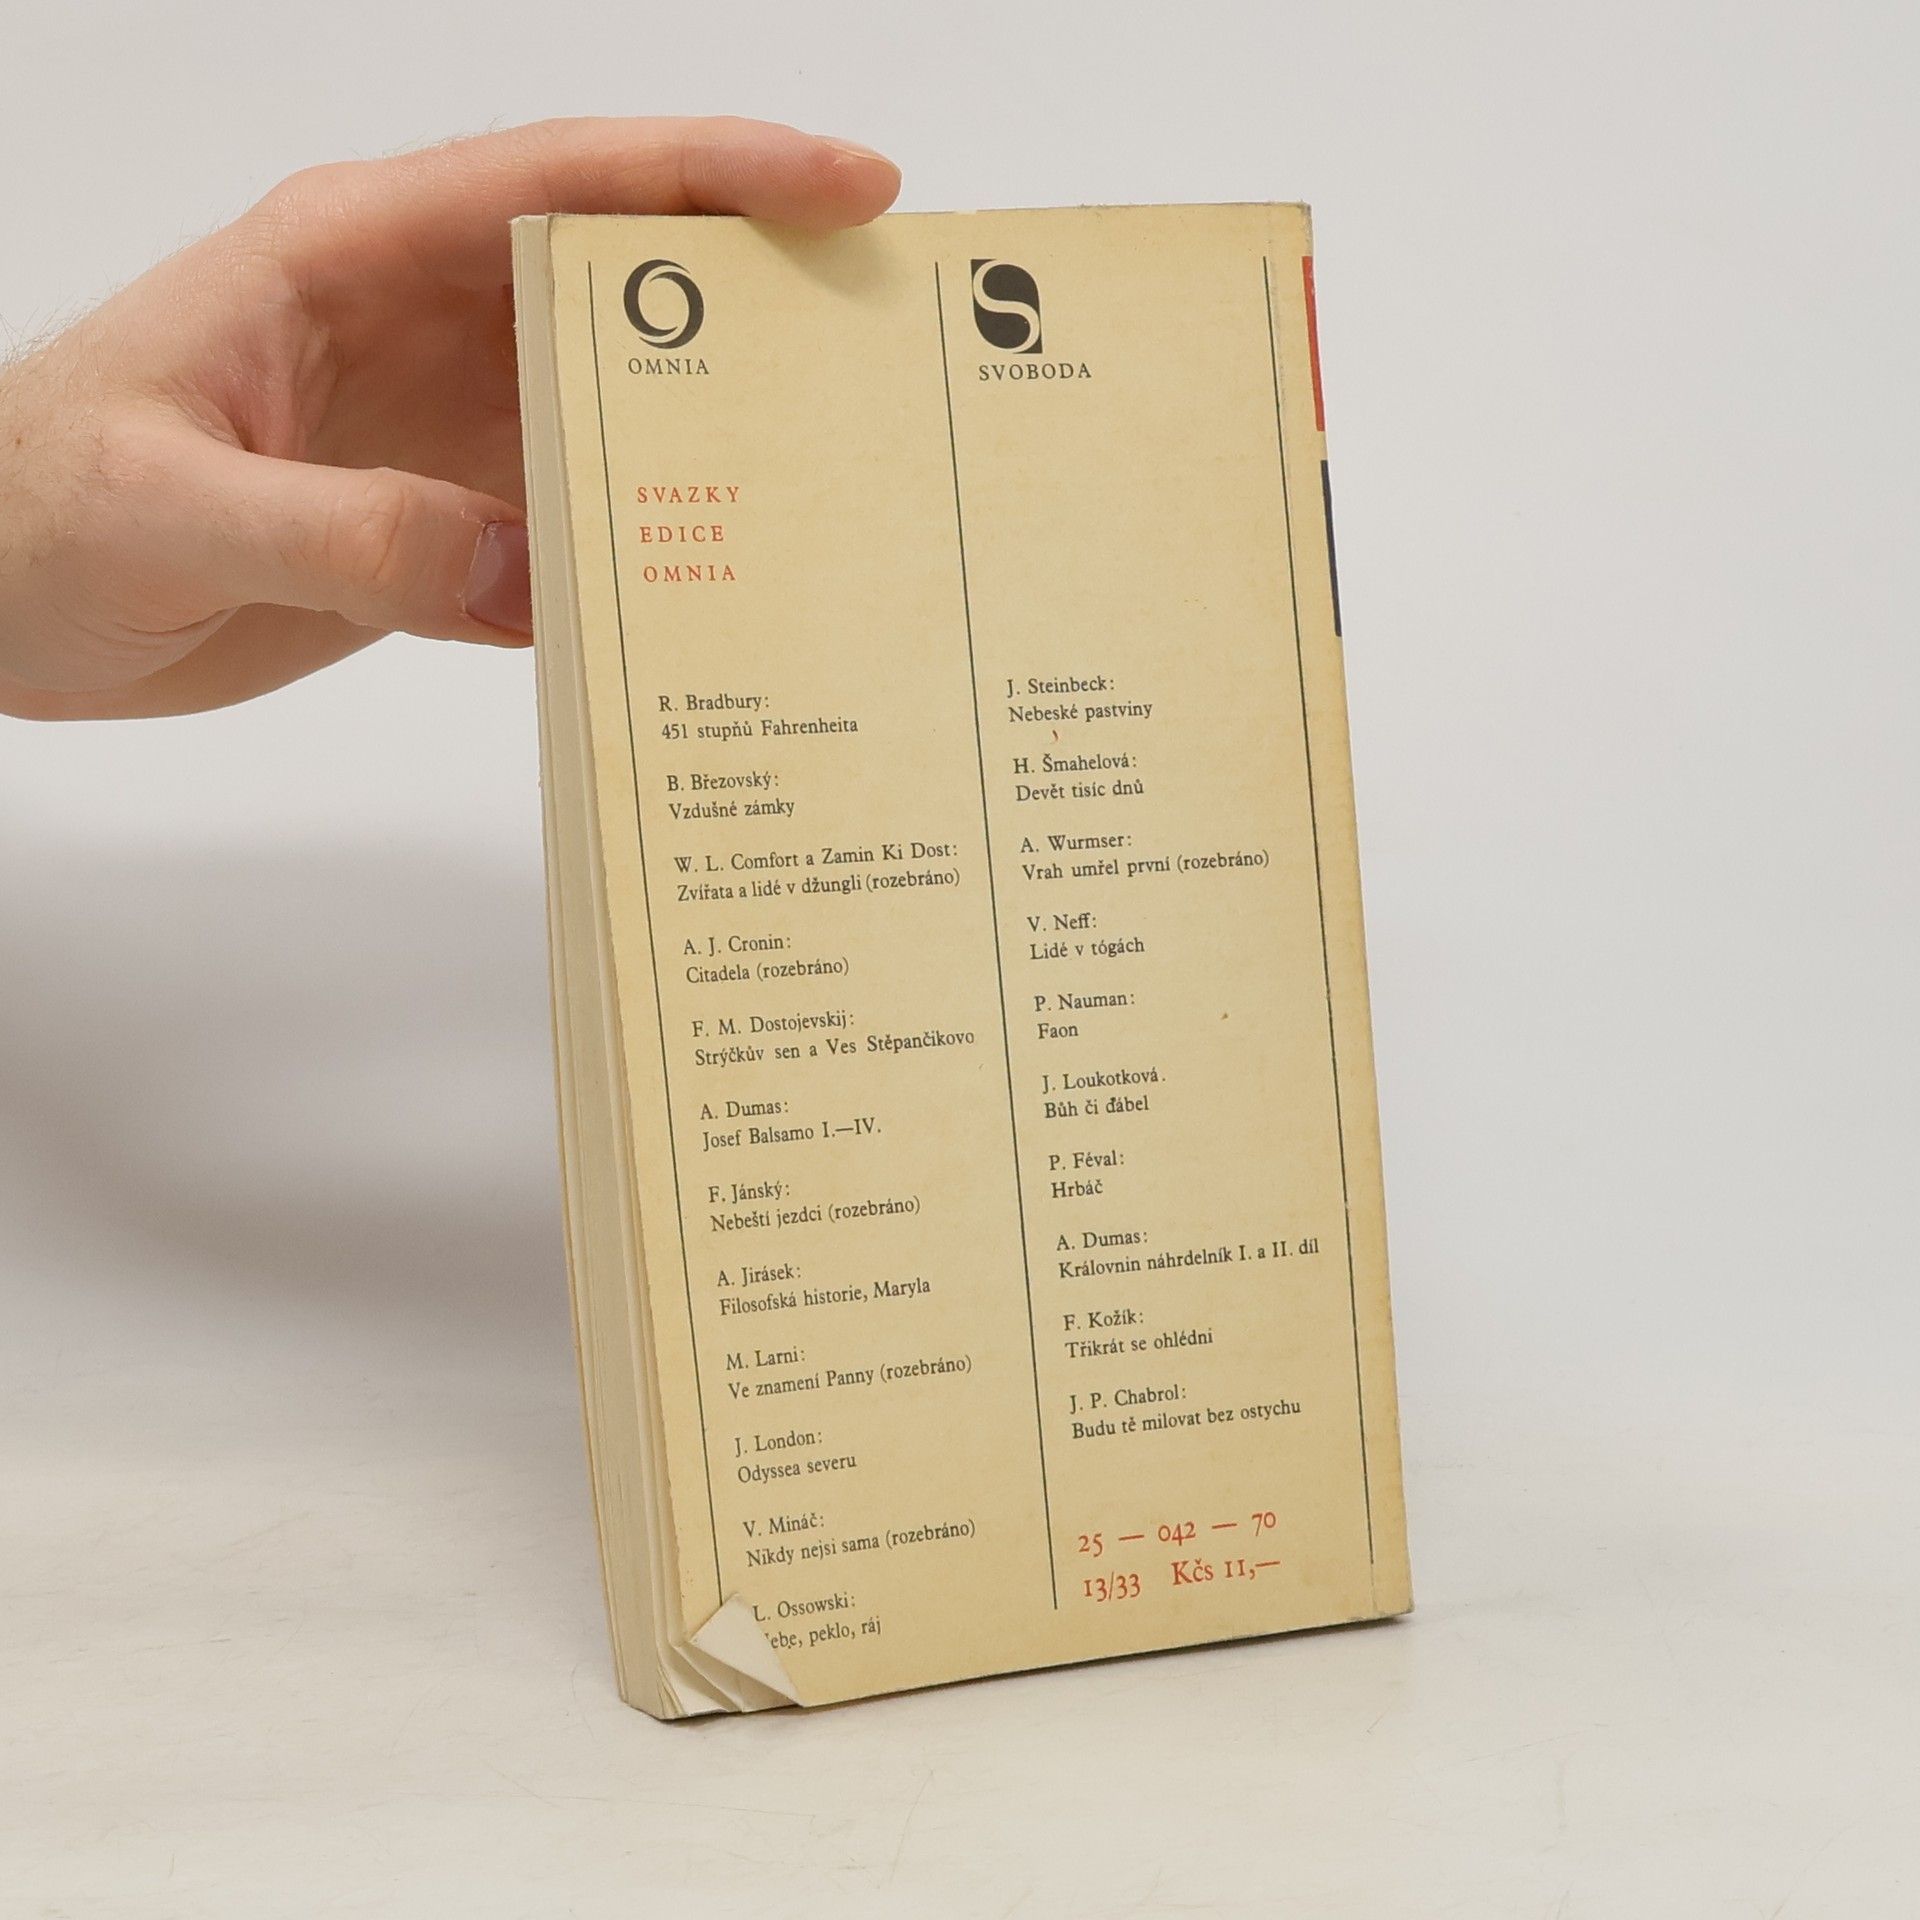 OMNIA
SVAZKY
EDICE
OMNIA
R. Bradbury:
451 stupňů Fahrenheita
B. Březovský:
Vzdušné zámky
W. L. Comfort a Zamin Ki Dost:
Zvířata a lidé v džungli (rozebráno)
A. J. Cronin:
Citadela (rozebráno)
F. M. Dostojevskij:
Strýčkův sen a Ves Stěpančikovo
A. Dumas:
Josef Balsamo I.—IV.
F. Jánský:
Nebeští jezdci (rozebráno)
A. Jirásek:
Filosofská historie, Maryla
M. Larni:
Ve znamení Panny (rozebráno)
J. London:
Odyssea severu
V. Mináč:
Nikdy nejsi sama (rozebráno)
L. Ossowski:
peklo, ráj
SVOBODA
J. Steinbeck:
Nebeské pastviny
H. Šmahelová:
Devět tisíc dnů
A. Wurmser:
Vrah umřel první (rozebráno)
V. Neff:
Lidé v tógách
P. Nauman:
Faon
J. Loukotková.
Bůh či ďábel
P. Féval:
Hrbáč
A. Dumas:
Královnin náhrdelník I. a II. díl
F. Kožík:
Třikrát se ohlédni
J. P. Chabrol:
Budu tě milovat bez ostychu
25 — 042 — 70
13/33 Kčs 11,—